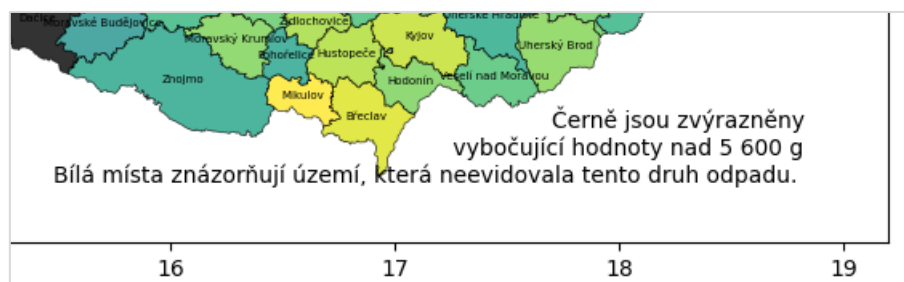 Dačice
Moravské Budějovice
Židlochovice
Uherské Hradiště
Moravský Krumlov
Pohořelice
Hustopeče
Kyjov
Uherský Brod
Znojmo
Hodonín
Veselí nad Moravou
Mikulov
Břeclav
Černě jsou zvýrazněny
vybočující hodnoty nad 5 600 g
Bílá místa znázorňují území, která neevidovala tento druh odpadu.
16 17 18 19